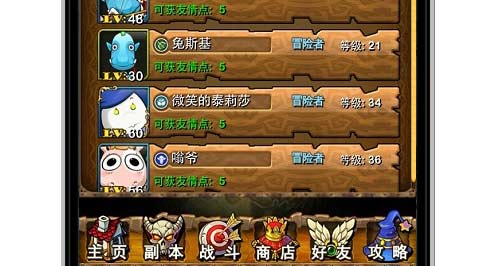 LV:48
可获友情点:5
兔斯基 冒险者 等级:21
LV:30
可获友情点:5
微笑的泰莉莎 冒险者 等级:34
LV:30
可获友情点:5
嗡爷 冒险者 等级:36
LV:56
可获友情点:5
主页 副本 战斗 商店 好友 攻略